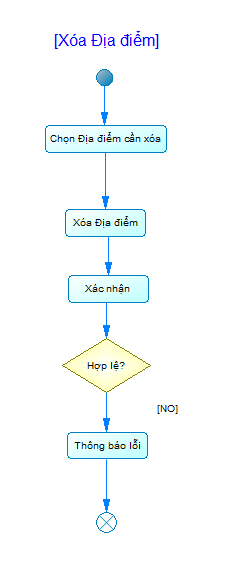 [Xóa Địa điểm]
Chọn Địa điểm cần xóa
Xóa Địa điểm
Xác nhận
Hợp lệ?
[NO]
Thông báo lỗi